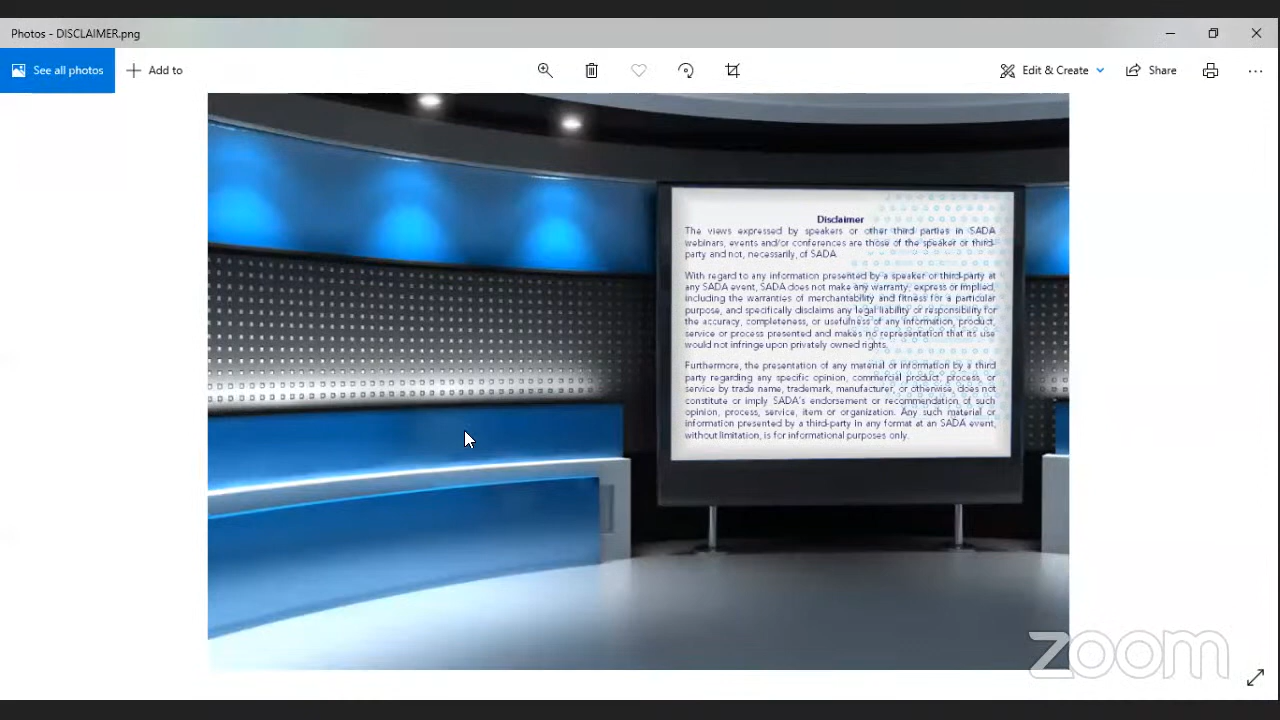 Photos - DISCLAIMER.png
See all photos
Add to
Edit & Create
Share
Disclaimer
The views expressed by speakers or other third parties in SADA
webinars, events and/or conferences are those of the speaker or third-
party and not, necessarily, of SADA
With regard to any information presented by a speaker or third-party at
any SADA event, SADA does not make any warranty, express or implied,
including the warranties of merchantability and fitness for a particular
purpose, and specifically disclaims any legal liability or responsibility for
the accuracy, completeness, or usefulness of any information, product,
service or process presented and makes no representation that its use
would not infringe upon privately owned rights.
Furthermore, the presentation of any material or information by a third
party regarding any specific opinion, commercial product, process, or
service by trade name, trademark, manufacturer, or otherwise, does not
constitute or imply SADA's endorsement or recommendation of such
opinion, process, service, item or organization. Any such material or
information presented by a third-party in any format at an SADA event,
without limitation, is for informational purposes only.
zoom